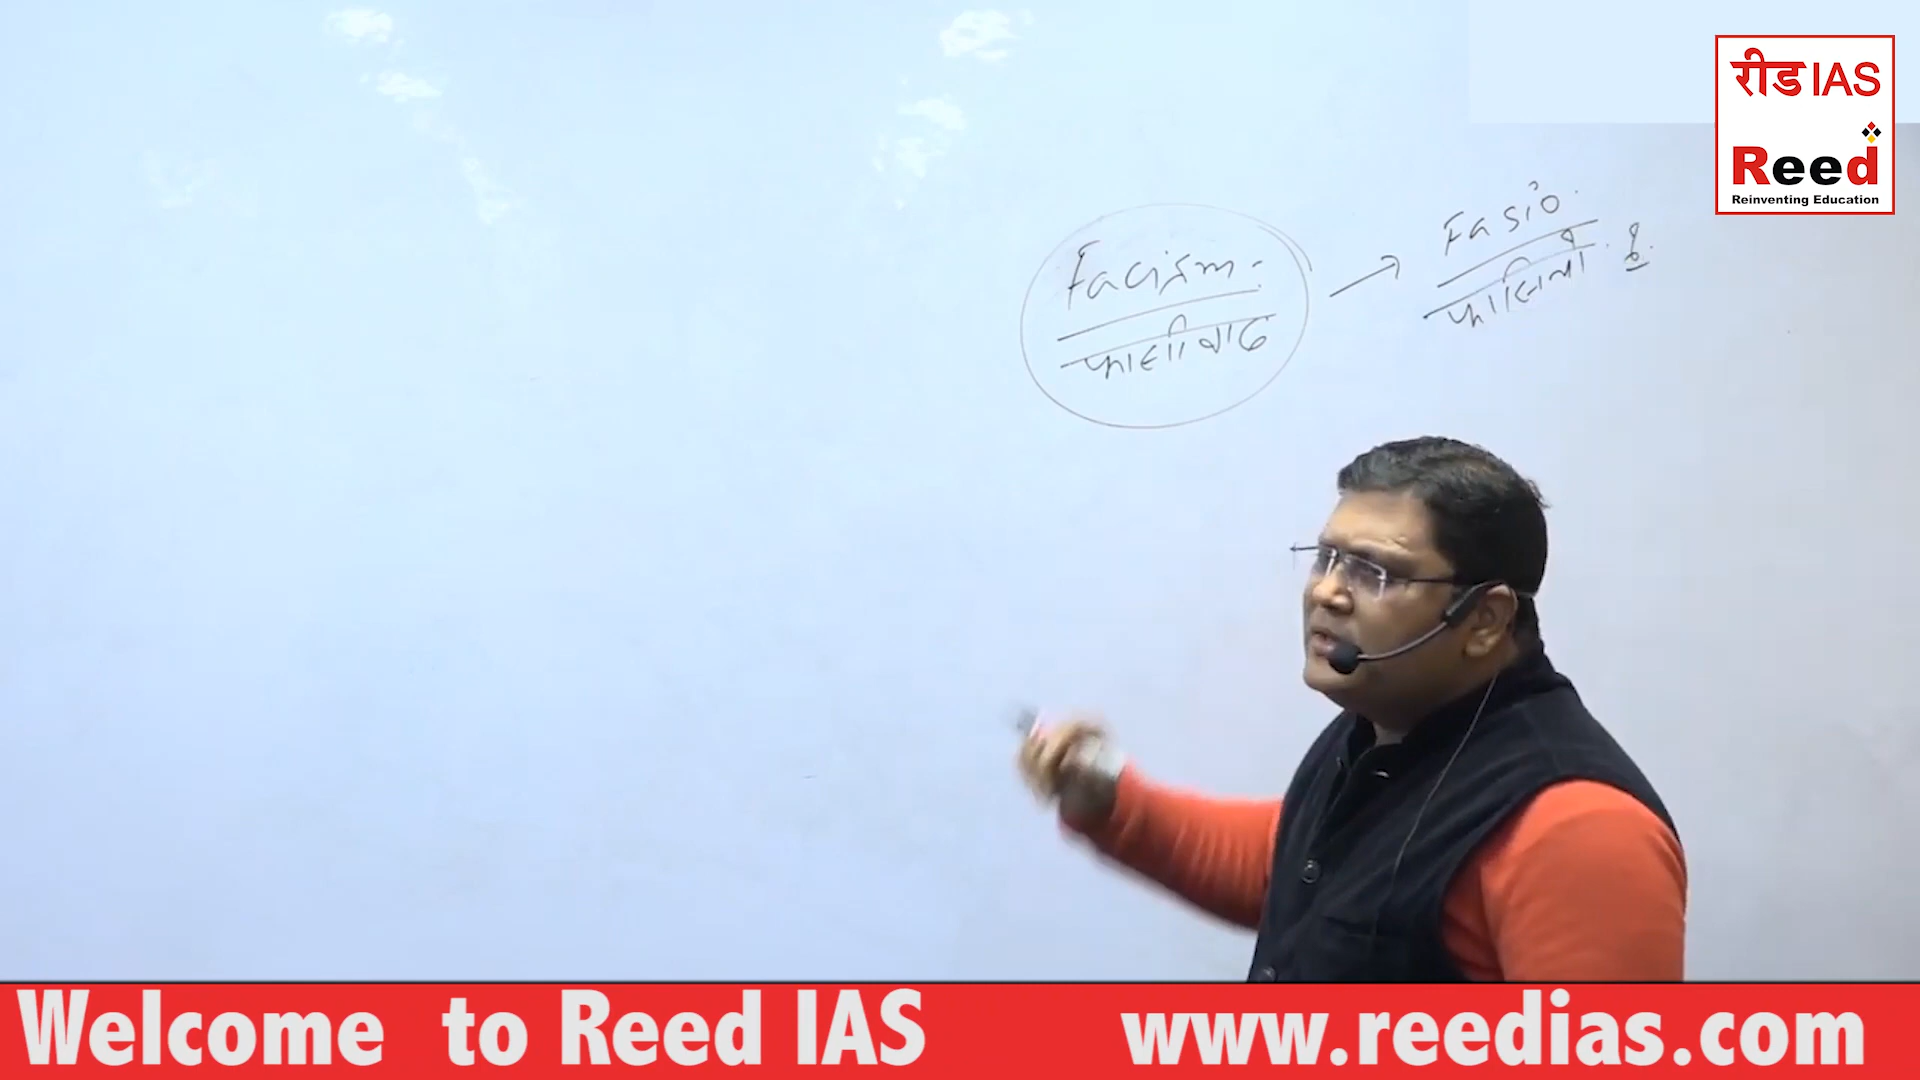 रीड IAS
Reed
Reinventing Education
Facism :
फासीवाद
Fasio
Welcome to Reed IAS
www.reedias.com